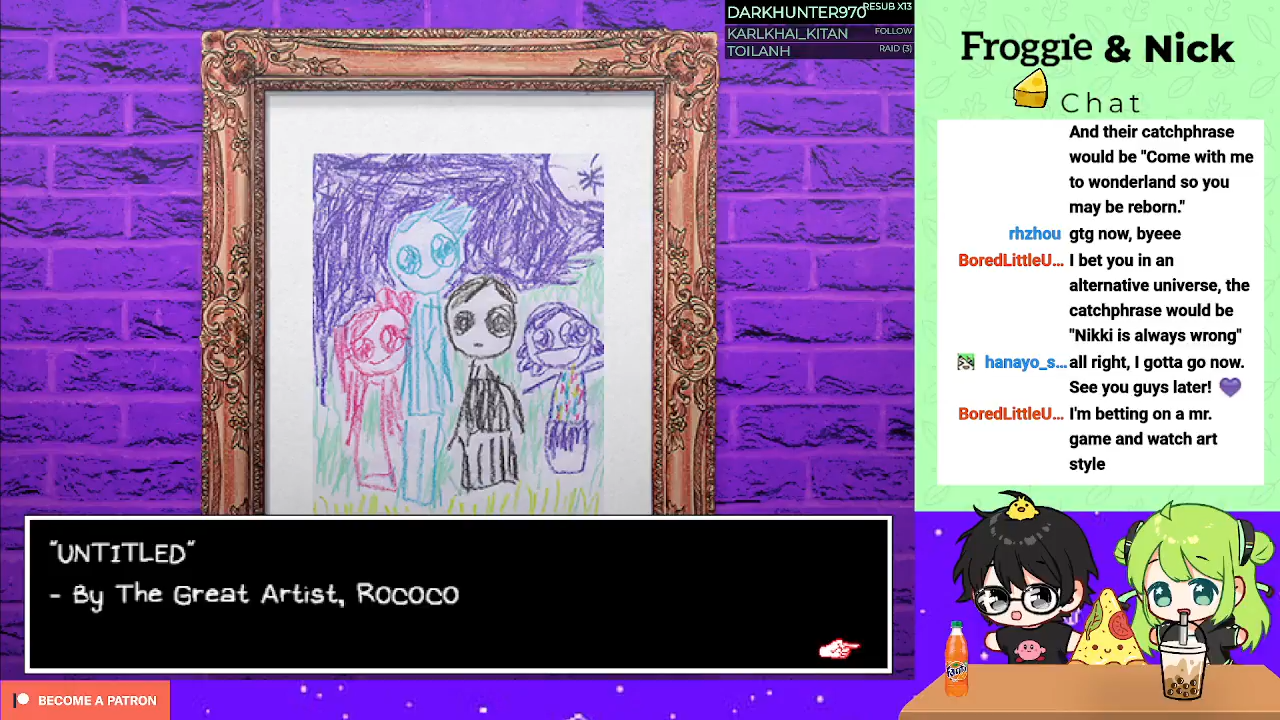 DARKHUNTER970 RESUB X13
KARLKHAI_KITAN FOLLOW
TOILANH RAID (3)
Froggie & Nick
Chat
And their catchphrase
would be "Come with me
to wonderland so you
may be reborn."
rhzhou gtg now, byeee
BoredLittleU... I bet you in an
alternative universe, the
catchphrase would be
"Nikki is always wrong"
hanayo_s... all right, I gotta go now.
See you guys later! 💜
BoredLittleU... I'm betting on a mr.
game and watch art
style
"UNTITLED"
- By The Great Artist, ROCOCO
BECOME A PATRON
Fanta